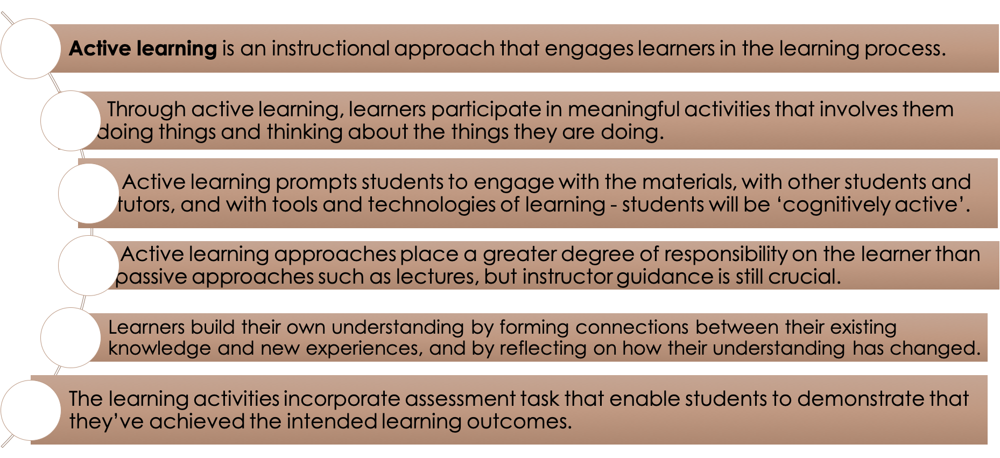 Active learning is an instructional approach that engages learners in the learning process.
Through active learning, learners participate in meaningful activities that involves them
doing things and thinking about the things they are doing.
Active learning prompts students to engage with the materials, with other students and
tutors, and with tools and technologies of learning - students will be ‘cognitively active’.
Active learning approaches place a greater degree of responsibility on the learner than
passive approaches such as lectures, but instructor guidance is still crucial.
Learners build their own understanding by forming connections between their existing
knowledge and new experiences, and by reflecting on how their understanding has changed.
The learning activities incorporate assessment task that enable students to demonstrate that
they’ve achieved the intended learning outcomes.